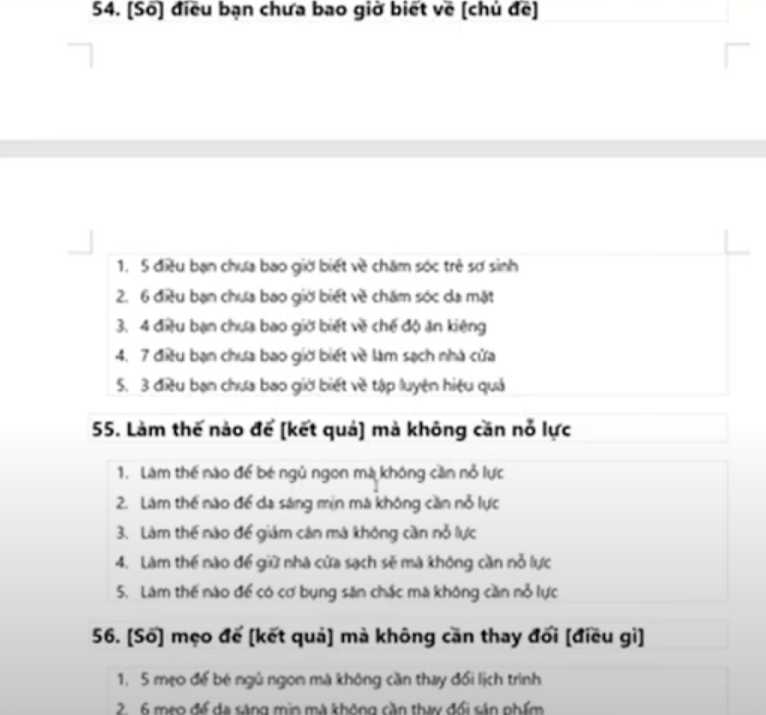 54. [Số] điều bạn chưa bao giờ biết về [chủ đề]
1. 5 điều bạn chưa bao giờ biết về chăm sóc trẻ sơ sinh
2. 6 điều bạn chưa bao giờ biết về chăm sóc da mặt
3. 4 điều bạn chưa bao giờ biết về chế độ ăn kiêng
4. 7 điều bạn chưa bao giờ biết về làm sạch nhà cửa
5. 3 điều bạn chưa bao giờ biết về tập luyện hiệu quả
55. Làm thế nào để [kết quả] mà không cần nỗ lực
1. Làm thế nào để bé ngủ ngon mà không cần nỗ lực
2. Làm thế nào để da sáng mịn mà không cần nỗ lực
3. Làm thế nào để giảm cân mà không cần nỗ lực
4. Làm thế nào để giữ nhà cửa sạch sẽ mà không cần nỗ lực
5. Làm thế nào để có cơ bụng săn chắc mà không cần nỗ lực
56. [Số] mẹo để [kết quả] mà không cần thay đổi [điều gì]
1. 5 mẹo để bé ngủ ngon mà không cần thay đổi lịch trình
2. 6 mẹo để da sáng mịn mà không cần thay đổi sản phẩm